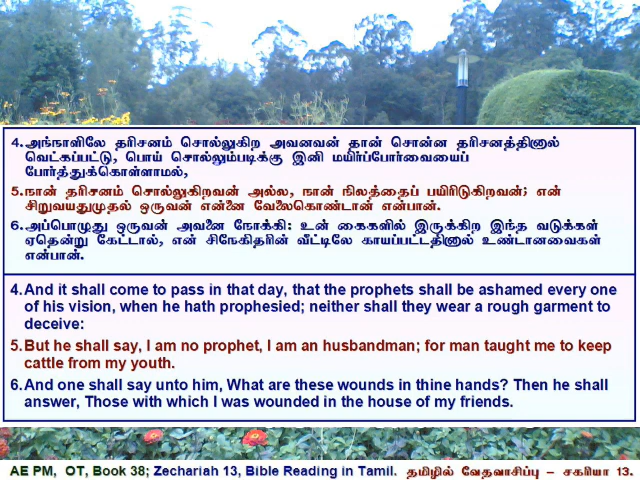 4.அந்நாளிலே தரிசனம் சொல்லுகிற அவனவன் தான் சொன்ன தரிசனத்தினால்
வெட்கப்பட்டு, பொய் சொல்லும்படிக்கு இனி மயிர்ப்போர்வையைப்
போர்த்துக்கொள்ளாமல்,
5.நான் தரிசனம் சொல்லுகிறவன் அல்ல, நான் நிலத்தைப் பயிரிடுகிறவன்; என்
சிறுவயதுமுதல் ஒருவன் என்னை வேலைகொண்டான் என்பான்.
6.அப்பொழுது ஒருவன் அவனை நோக்கி: உன் கைகளில் இருக்கிற இந்த வடுக்கள்
ஏதென்று கேட்டால், என் சிநேகிதரின் வீட்டிலே காயப்பட்டதினால் உண்டானவைகள்
என்பான்.
4.And it shall come to pass in that day, that the prophets shall be ashamed every one
of his vision, when he hath prophesied; neither shall they wear a rough garment to
deceive:
5.But he shall say, I am no prophet, I am an husbandman; for man taught me to keep
cattle from my youth.
6.And one shall say unto him, What are these wounds in thine hands? Then he shall
answer, Those with which I was wounded in the house of my friends.
AE PM, OT, Book 38; Zechariah 13, Bible Reading in Tamil. தமிழில் வேதவாசிப்பு – சகரியா 13.